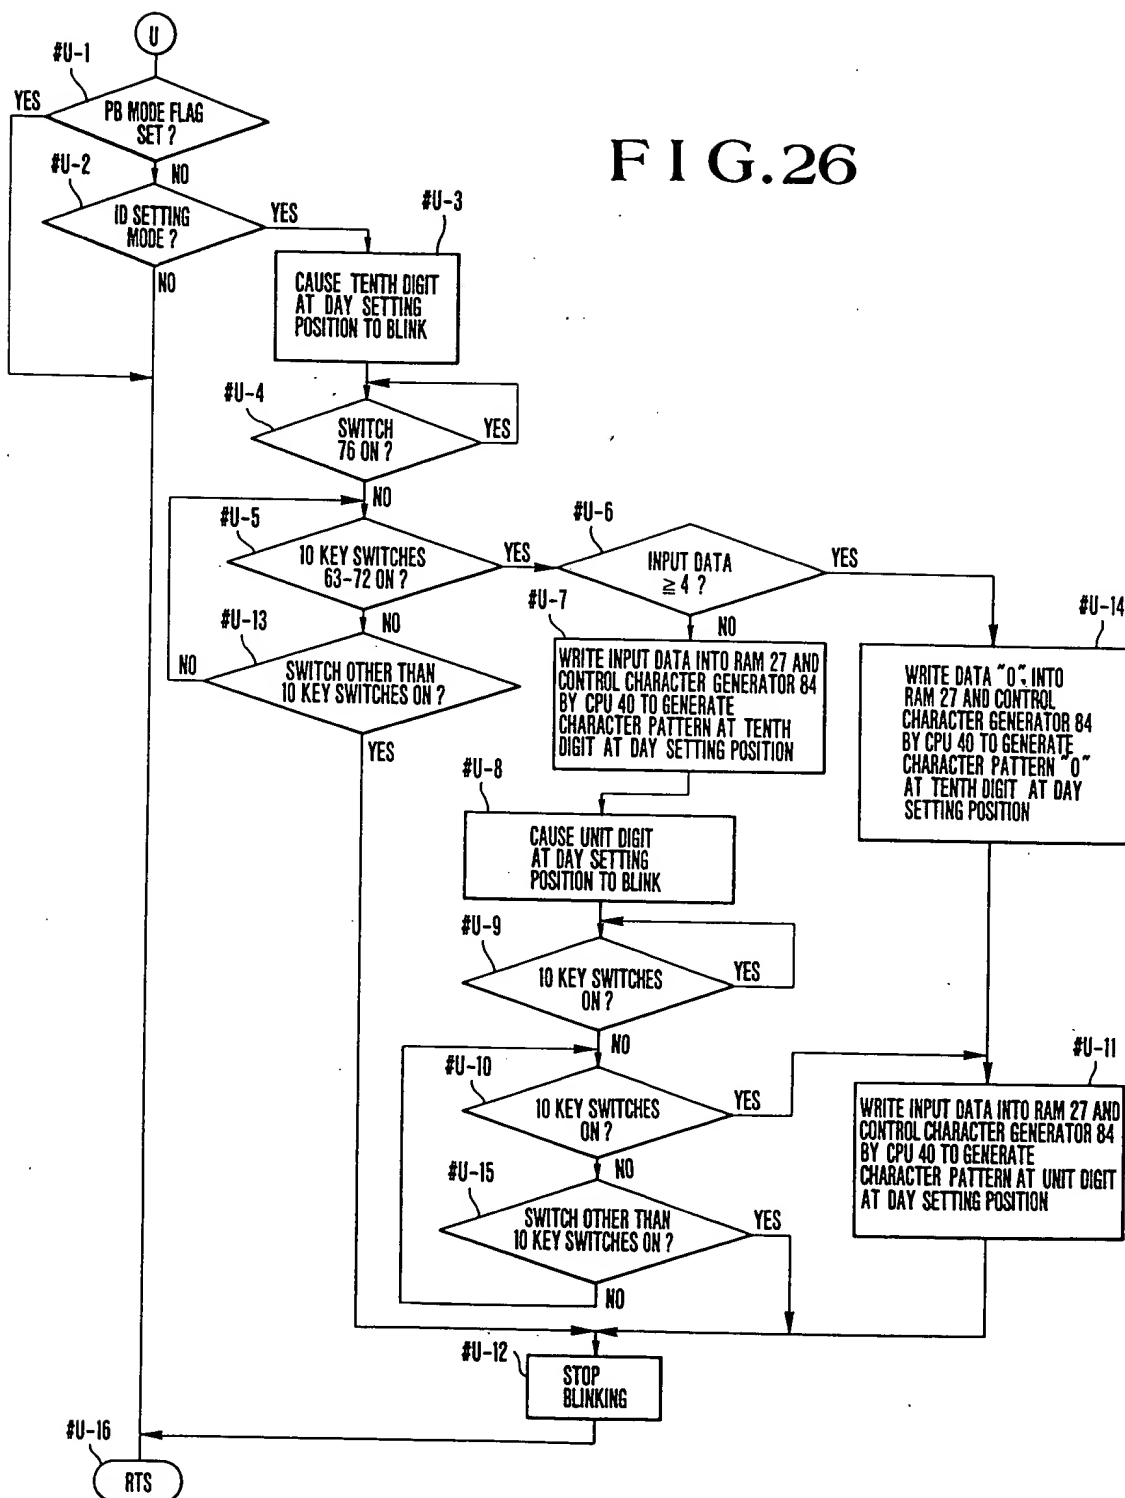 U
#U-1
YES
PB MODE FLAG
SET ?
FIG.26
#U-2
NO
ID SETTING
MODE ?
YES
#U-3
NO
CAUSE TENTH DIGIT
AT DAY SETTING
POSITION TO BLINK
#U-4
SWITCH
76 ON ?
YES
NO
#U-5
10 KEY SWITCHES
63-72 ON ?
YES
#U-6
INPUT DATA
≧ 4 ?
YES
NO
#U-13
NO
SWITCH OTHER THAN
10 KEY SWITCHES ON ?
YES
#U-7
NO
WRITE INPUT DATA INTO RAM 27 AND
CONTROL CHARACTER GENERATOR 84
BY CPU 40 TO GENERATE
CHARACTER PATTERN AT TENTH
DIGIT AT DAY SETTING POSITION
#U-14
WRITE DATA "0", INTO
RAM 27 AND CONTROL
CHARACTER GENERATOR 84
BY CPU 40 TO GENERATE
CHARACTER PATTERN "0"
AT TENTH DIGIT AT DAY
SETTING POSITION
#U-8
CAUSE UNIT DIGIT
AT DAY SETTING
POSITION TO BLINK
#U-9
10 KEY SWITCHES
ON ?
YES
NO
#U-10
10 KEY SWITCHES
ON ?
YES
NO
#U-11
WRITE INPUT DATA INTO RAM 27 AND
CONTROL CHARACTER GENERATOR 84
BY CPU 40 TO GENERATE
CHARACTER PATTERN AT UNIT DIGIT
AT DAY SETTING POSITION
#U-15
SWITCH OTHER THAN
10 KEY SWITCHES ON ?
YES
NO
#U-12
STOP
BLINKING
#U-16
RTS